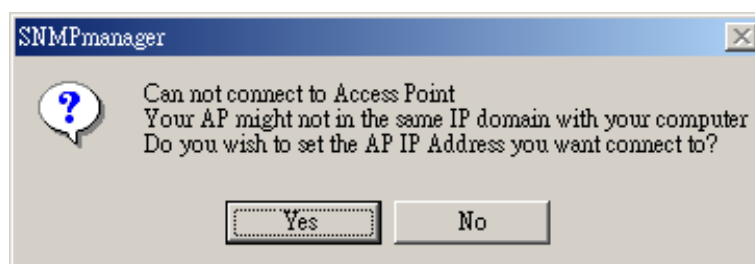 SNMPmanager
Can not connect to Access Point
Your AP might not in the same IP domain with your computer
Do you wish to set the AP IP Address you want connect to?
Yes
No